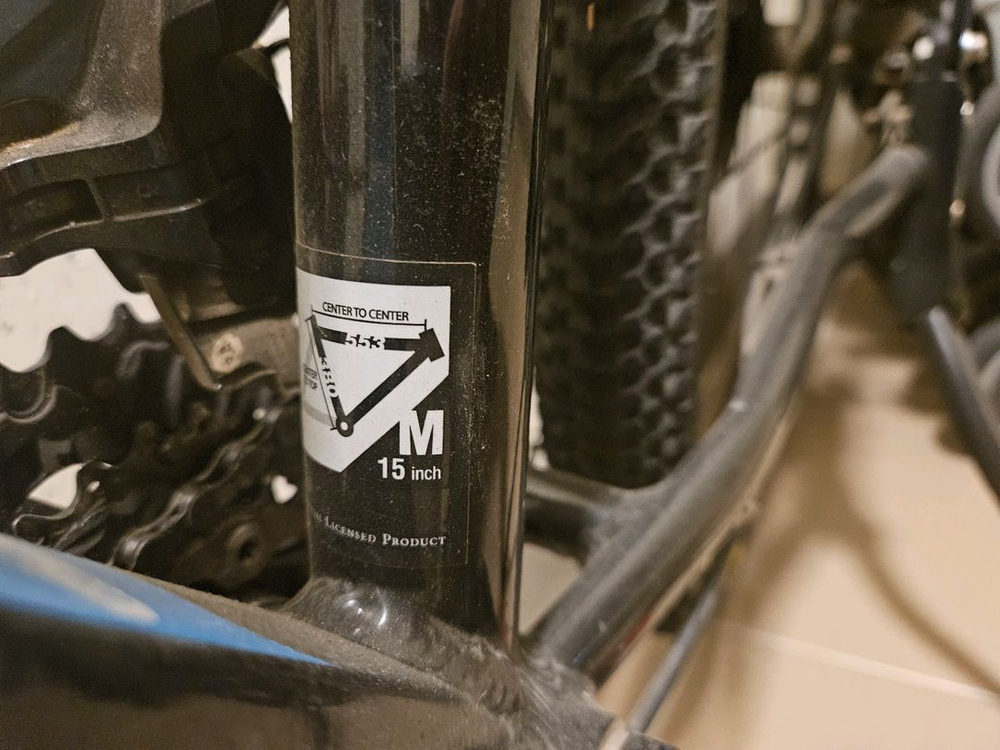 CENTER TO CENTER
553
M
15 inch
LICENSED PRODUCT